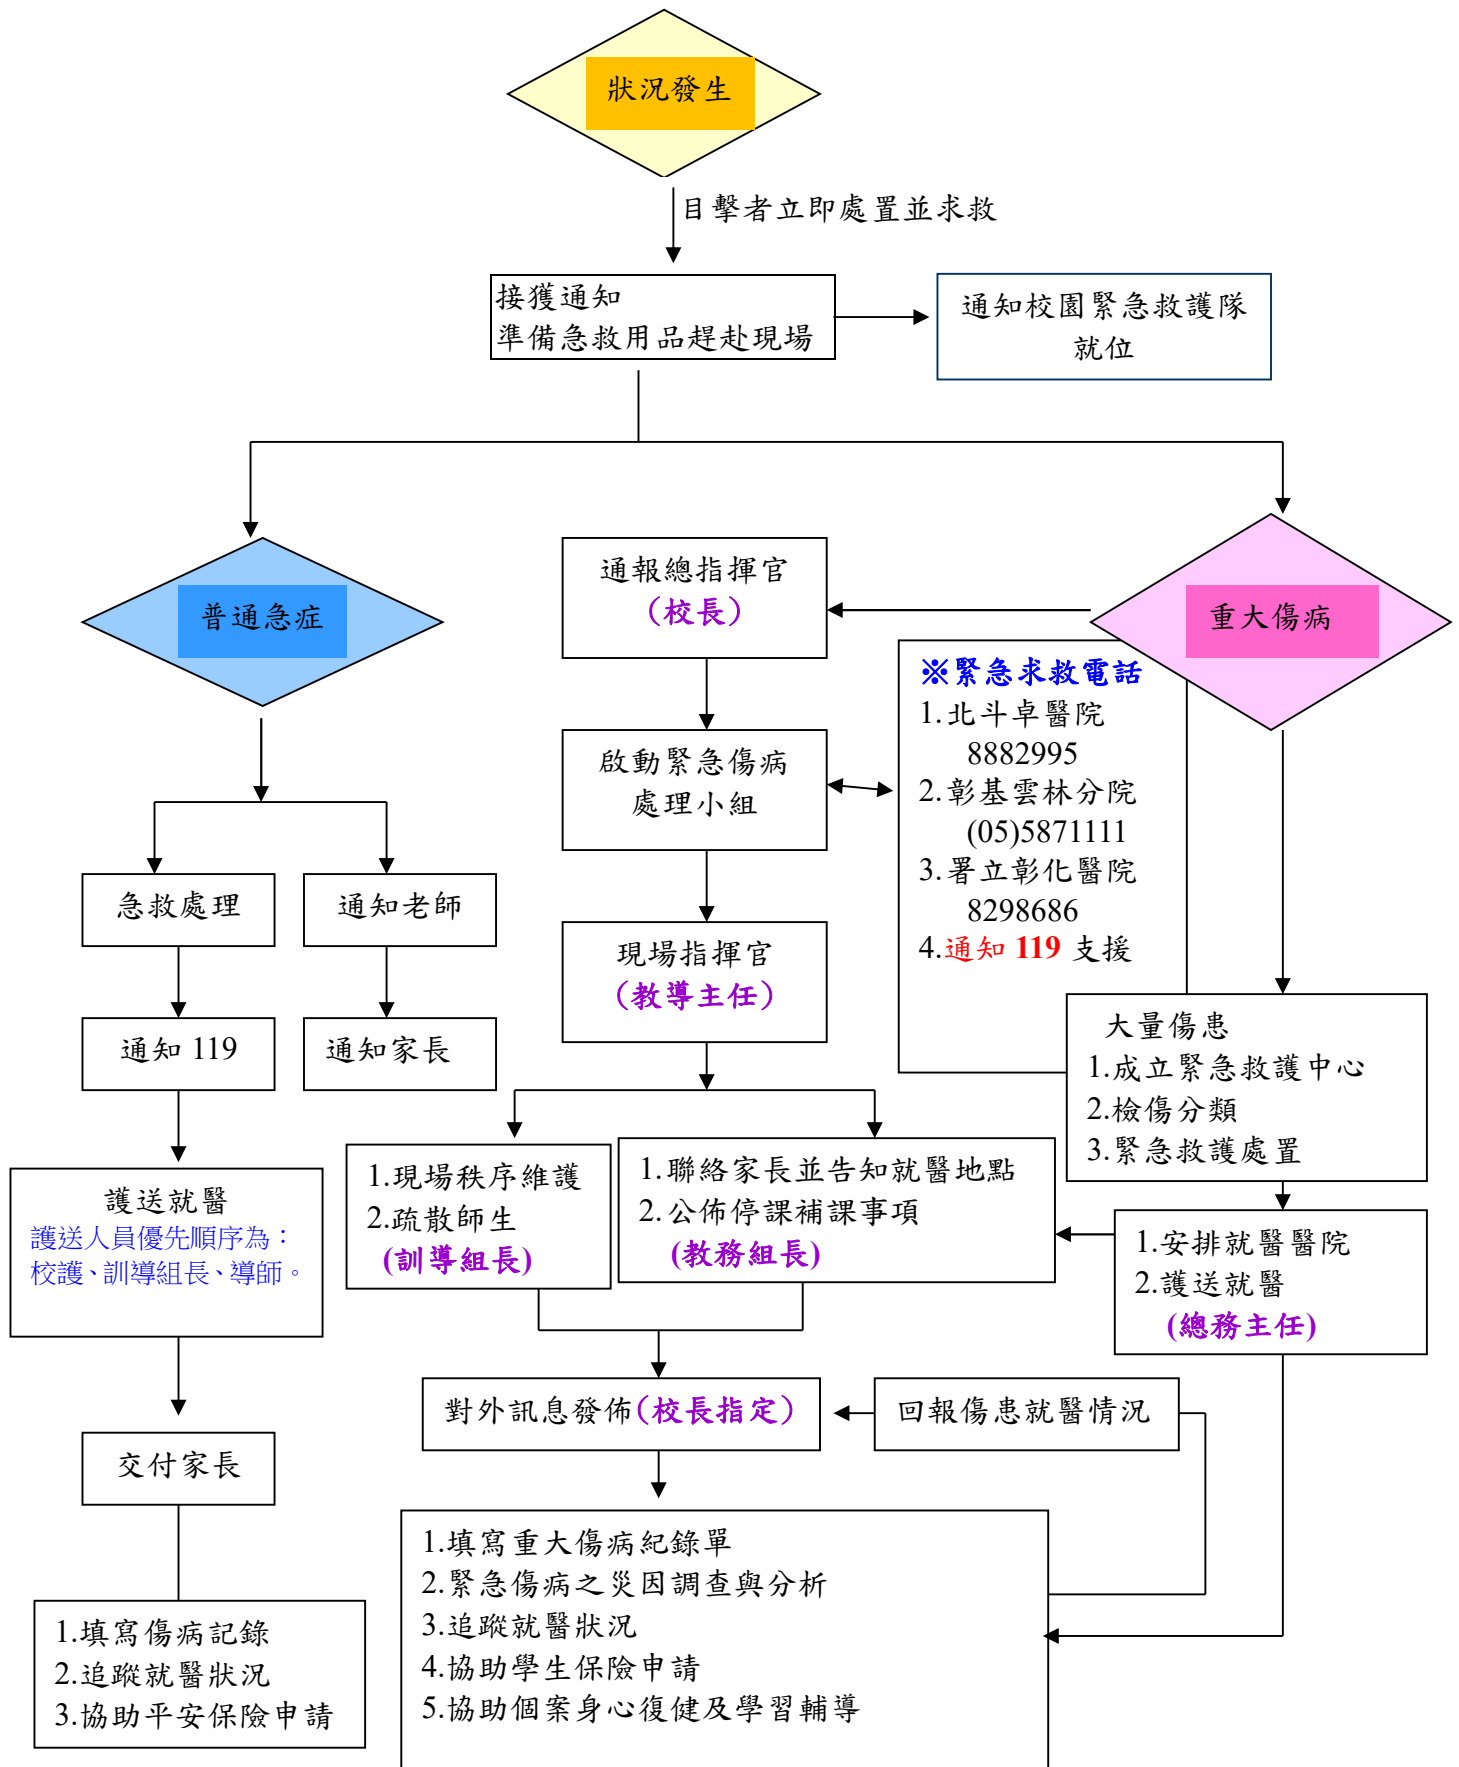 狀況發生
目擊者立即處置並求救
接獲通知
準備急救用品趕赴現場
通知校園緊急救護隊
就位
普通急症
通報總指揮官
(校長)
重大傷病
※緊急求救電話
1.北斗卓醫院
8882995
2.彰基雲林分院
(05)5871111
3.署立彰化醫院
8298686
4.通知 119 支援
啟動緊急傷病
處理小組
急救處理
通知老師
現場指揮官
(教導主任)
通知 119
通知家長
大量傷患
1.成立緊急救護中心
2.檢傷分類
3.緊急救護處置
護送就醫
護送人員優先順序為：
校護、訓導組長、導師。
1.現場秩序維護
2.疏散師生
(訓導組長)
1.聯絡家長並告知就醫地點
2.公佈停課補課事項
(教務組長)
1.安排就醫醫院
2.護送就醫
(總務主任)
對外訊息發佈(校長指定)
回報傷患就醫情況
交付家長
1.填寫傷病記錄
2.追蹤就醫狀況
3.協助平安保險申請
1.填寫重大傷病紀錄單
2.緊急傷病之災因調查與分析
3.追蹤就醫狀況
4.協助學生保險申請
5.協助個案身心復健及學習輔導